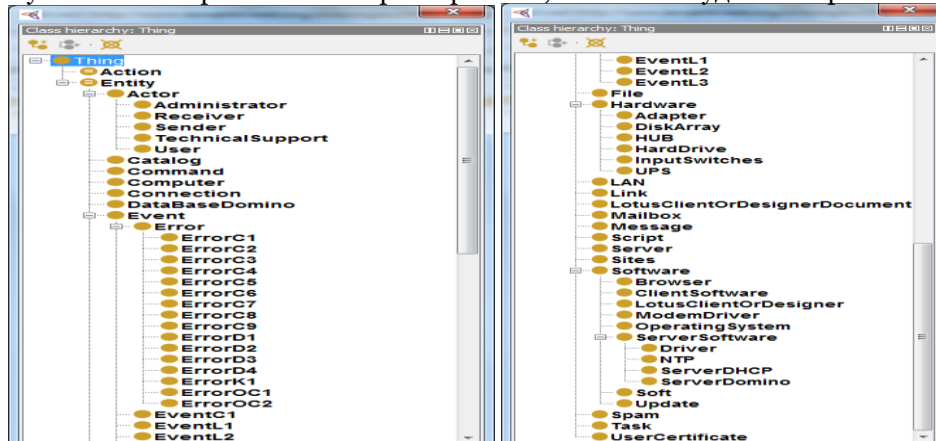 Class hierarchy: Thing
Thing
Action
Entity
Actor
Administrator
Receiver
Sender
TechnicalSupport
User
Catalog
Command
Computer
Connection
DataBaseDomino
Event
Error
ErrorC1
ErrorC2
ErrorC3
ErrorC4
ErrorC5
ErrorC6
ErrorC7
ErrorC8
ErrorC9
ErrorD1
ErrorD2
ErrorD3
ErrorD4
ErrorK1
ErrorOC1
ErrorOC2
EventC1
EventL1
EventL2
Class hierarchy: Thing
EventL1
EventL2
EventL3
File
Hardware
Adapter
DiskArray
HUB
HardDrive
InputSwitches
UPS
LAN
Link
LotusClientOrDesignerDocument
Mailbox
Message
Script
Server
Sites
Software
Browser
ClientSoftware
LotusClientOrDesigner
ModemDriver
OperatingSystem
ServerSoftware
Driver
NTP
ServerDHCP
ServerDomino
Soft
Update
Spam
Task
UserCertificate